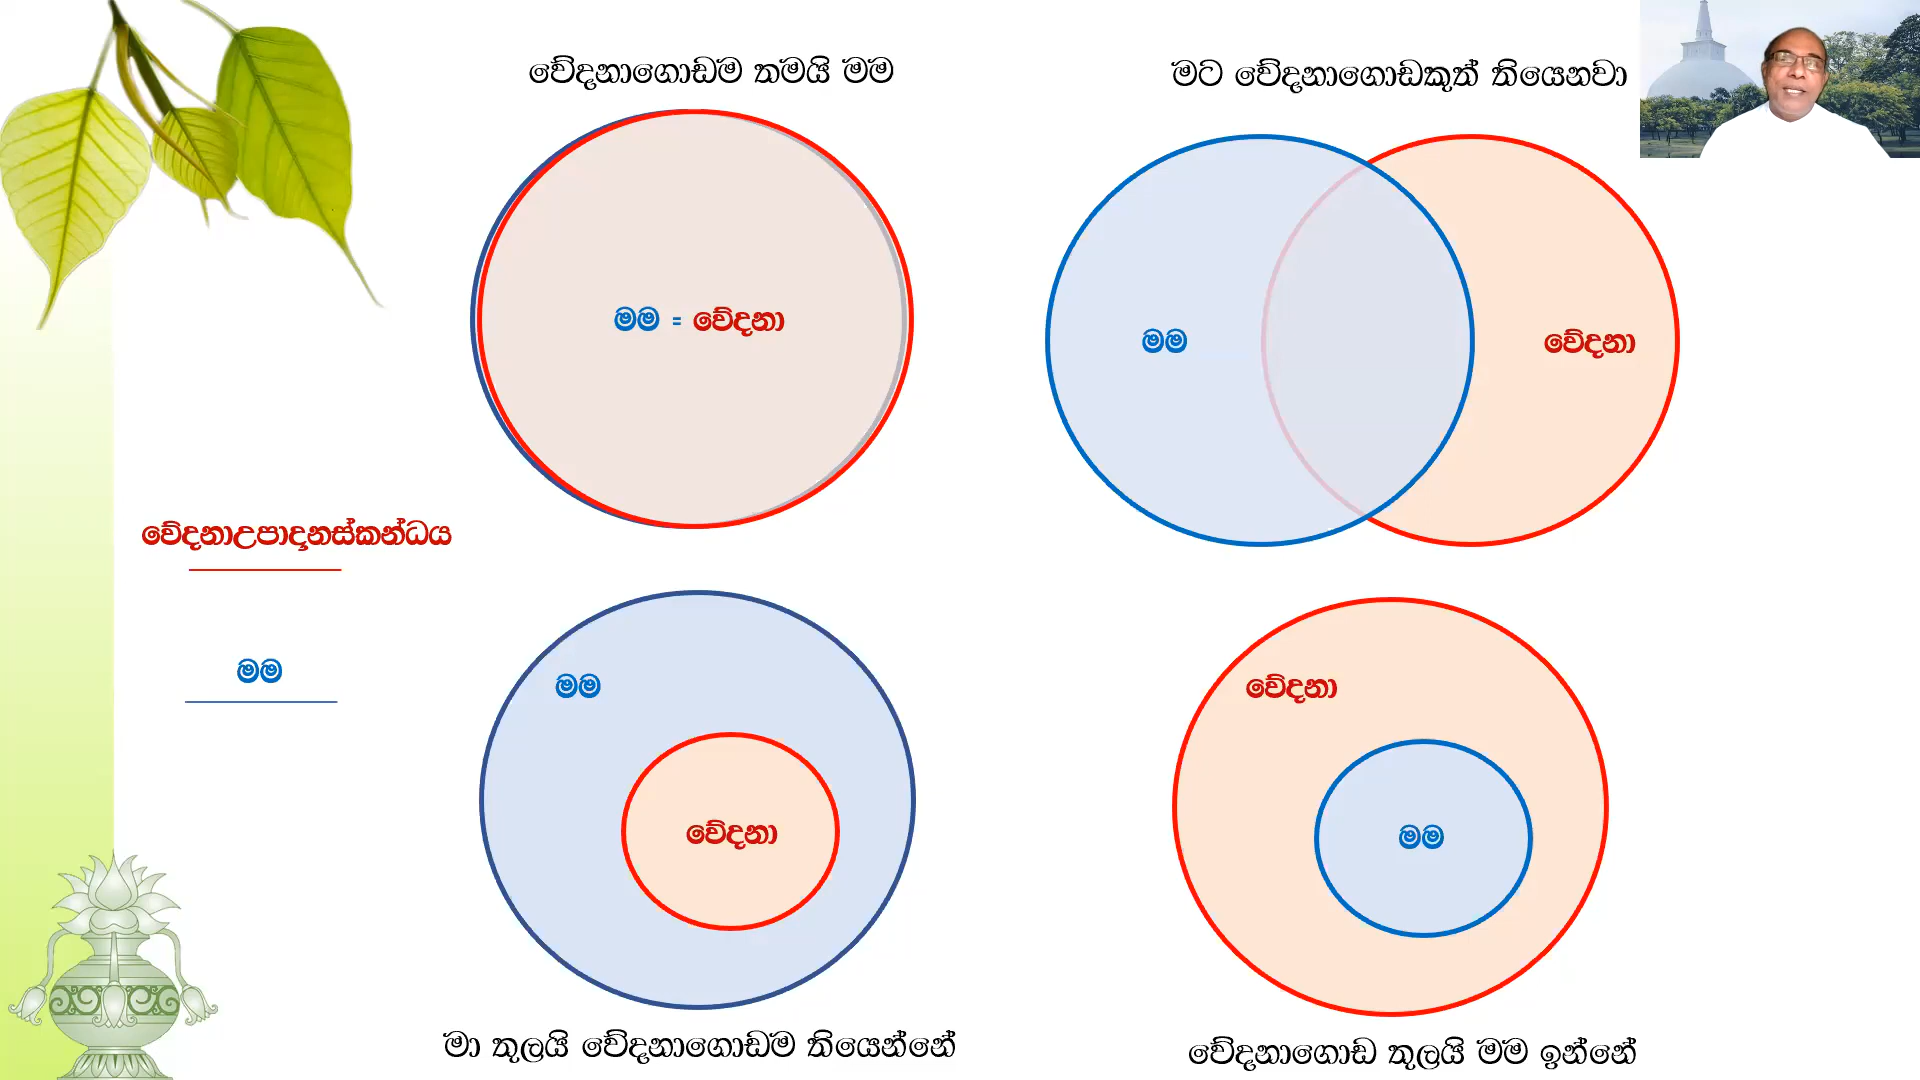 වේදනාගොඩම තමයි මම
මට වේදනාගොඩකුත් තියෙනවා
මම = වේදනා
මම
වේදනා
වේදනාඋපාදානස්කන්ධය
මම
මම
වේදනා
වේදනා
මම
මා තුලයි වේදනාගොඩම තියෙන්නේ
වේදනාගොඩ තුලයි මම ඉන්නේ